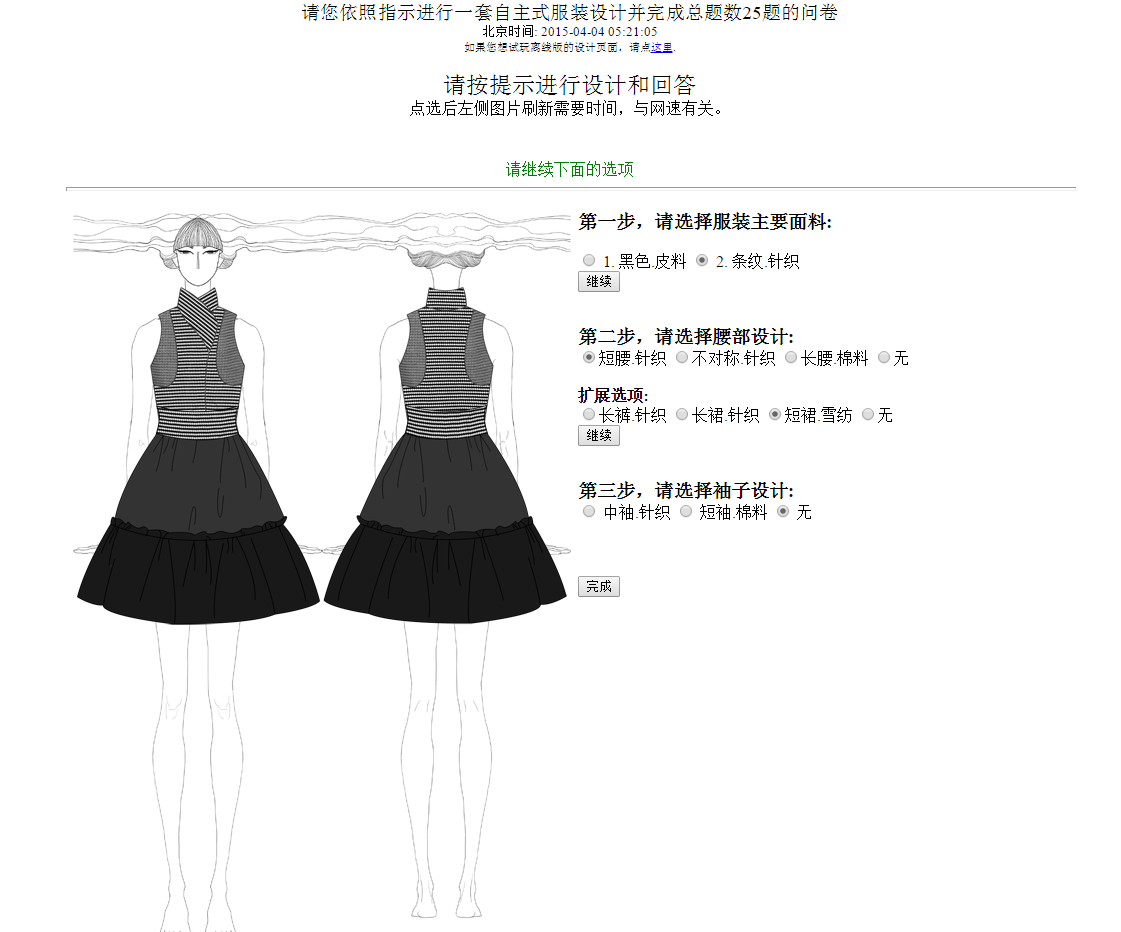 请您依照指示进行一套自主式服装设计并完成总题数25题的问卷
北京时间: 2015-04-04 05:21:05
如果您想试玩离线版的设计页面，请点这里.
请按提示进行设计和回答
点选后左侧图片刷新需要时间，与网速有关。
请继续下面的选项
第一步，请选择服装主要面料:
1. 黑色.皮料 2. 条纹.针织
继续
第二步，请选择腰部设计:
短腰.针织 不对称.针织 长腰.棉料 无
扩展选项:
长裤.针织 长裙.针织 短裙.雪纺 无
继续
第三步，请选择袖子设计:
中袖.针织 短袖.棉料 无
完成